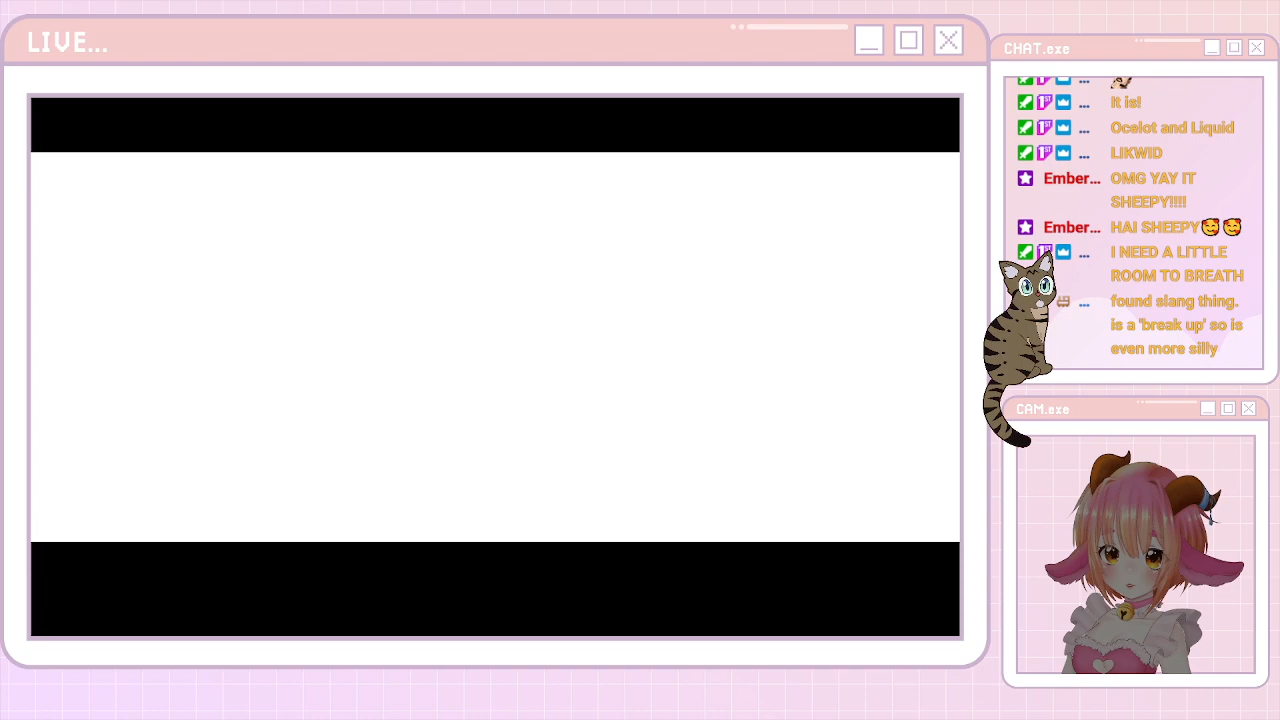 LIVE...
CHAT.exe
...
... It is!
... Ocelot and Liquid
... LIKWID
Ember... OMG YAY IT
SHEEPY!!!!
Ember... HAI SHEEPY🥰🥰
... I NEED A LITTLE
ROOM TO BREATH
... found slang thing.
is a 'break up' so is
even more silly
CAM.exe